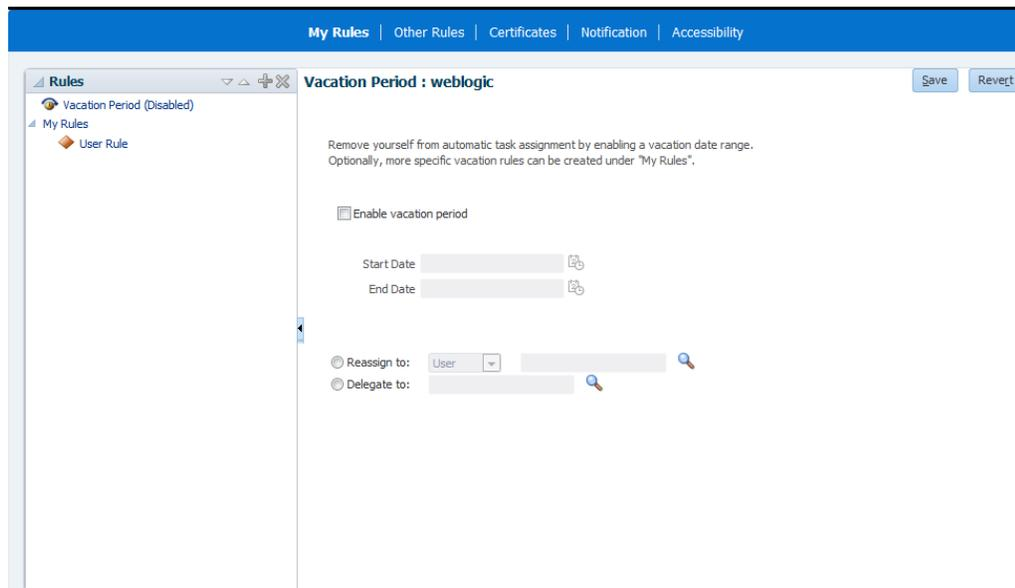 My Rules | Other Rules | Certificates | Notification | Accessibility
Rules
Vacation Period (Disabled)
My Rules
User Rule
Vacation Period : weblogic
Save
Revert
Remove yourself from automatic task assignment by enabling a vacation date range.
Optionally, more specific vacation rules can be created under "My Rules".
Enable vacation period
Start Date
End Date
Reassign to: User
Delegate to: